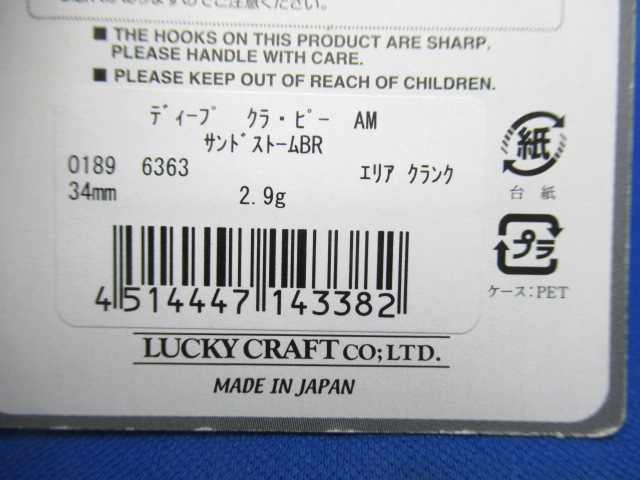 ■ THE HOOKS ON THIS PRODUCT ARE SHARP.
PLEASE HANDLE WITH CARE.
■ PLEASE KEEP OUT OF REACH OF CHILDREN.
ﾃﾞｨｰﾌﾟ ｸﾗ・ﾋﾟｰ AM
ｻﾝﾄﾞｽﾄｰﾑBR
0189 6363 ｴﾘｱ ｸﾗﾝｸ
34mm 2.9g
4 514447 143382
紙
台紙
プラ
ケース:PET
LUCKY CRAFT CO;LTD.
MADE IN JAPAN